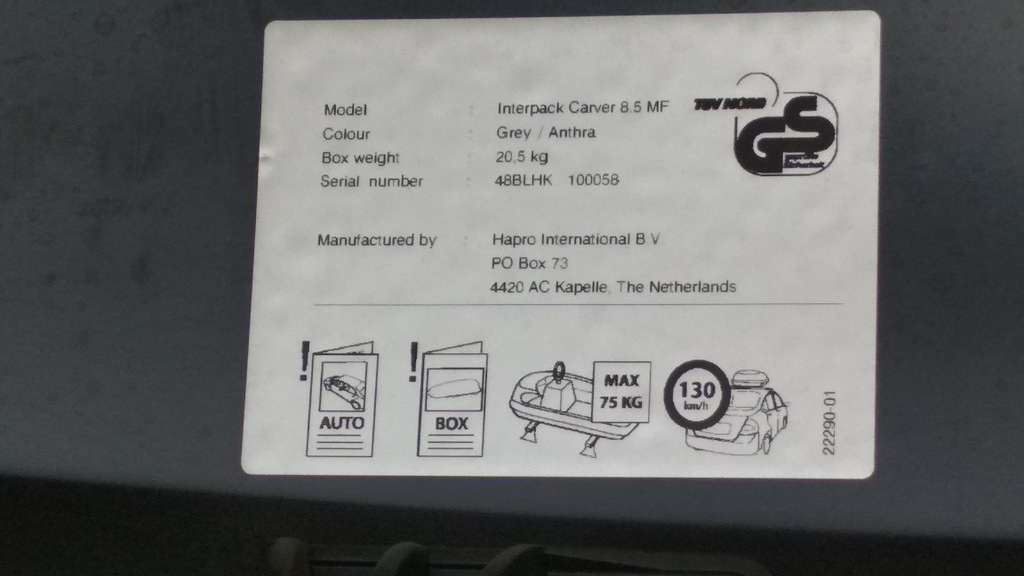 Model : Interpack Carver 8.5 MF
Colour : Grey / Anthra
Box weight : 20,5 kg
Serial number : 48BLHK 100058
TÜV NORD
GS
Manufactured by : Hapro International B.V
PO Box 73
4420 AC Kapelle, The Netherlands
! AUTO
! BOX
MAX
75 KG
130
km/h
22290-01